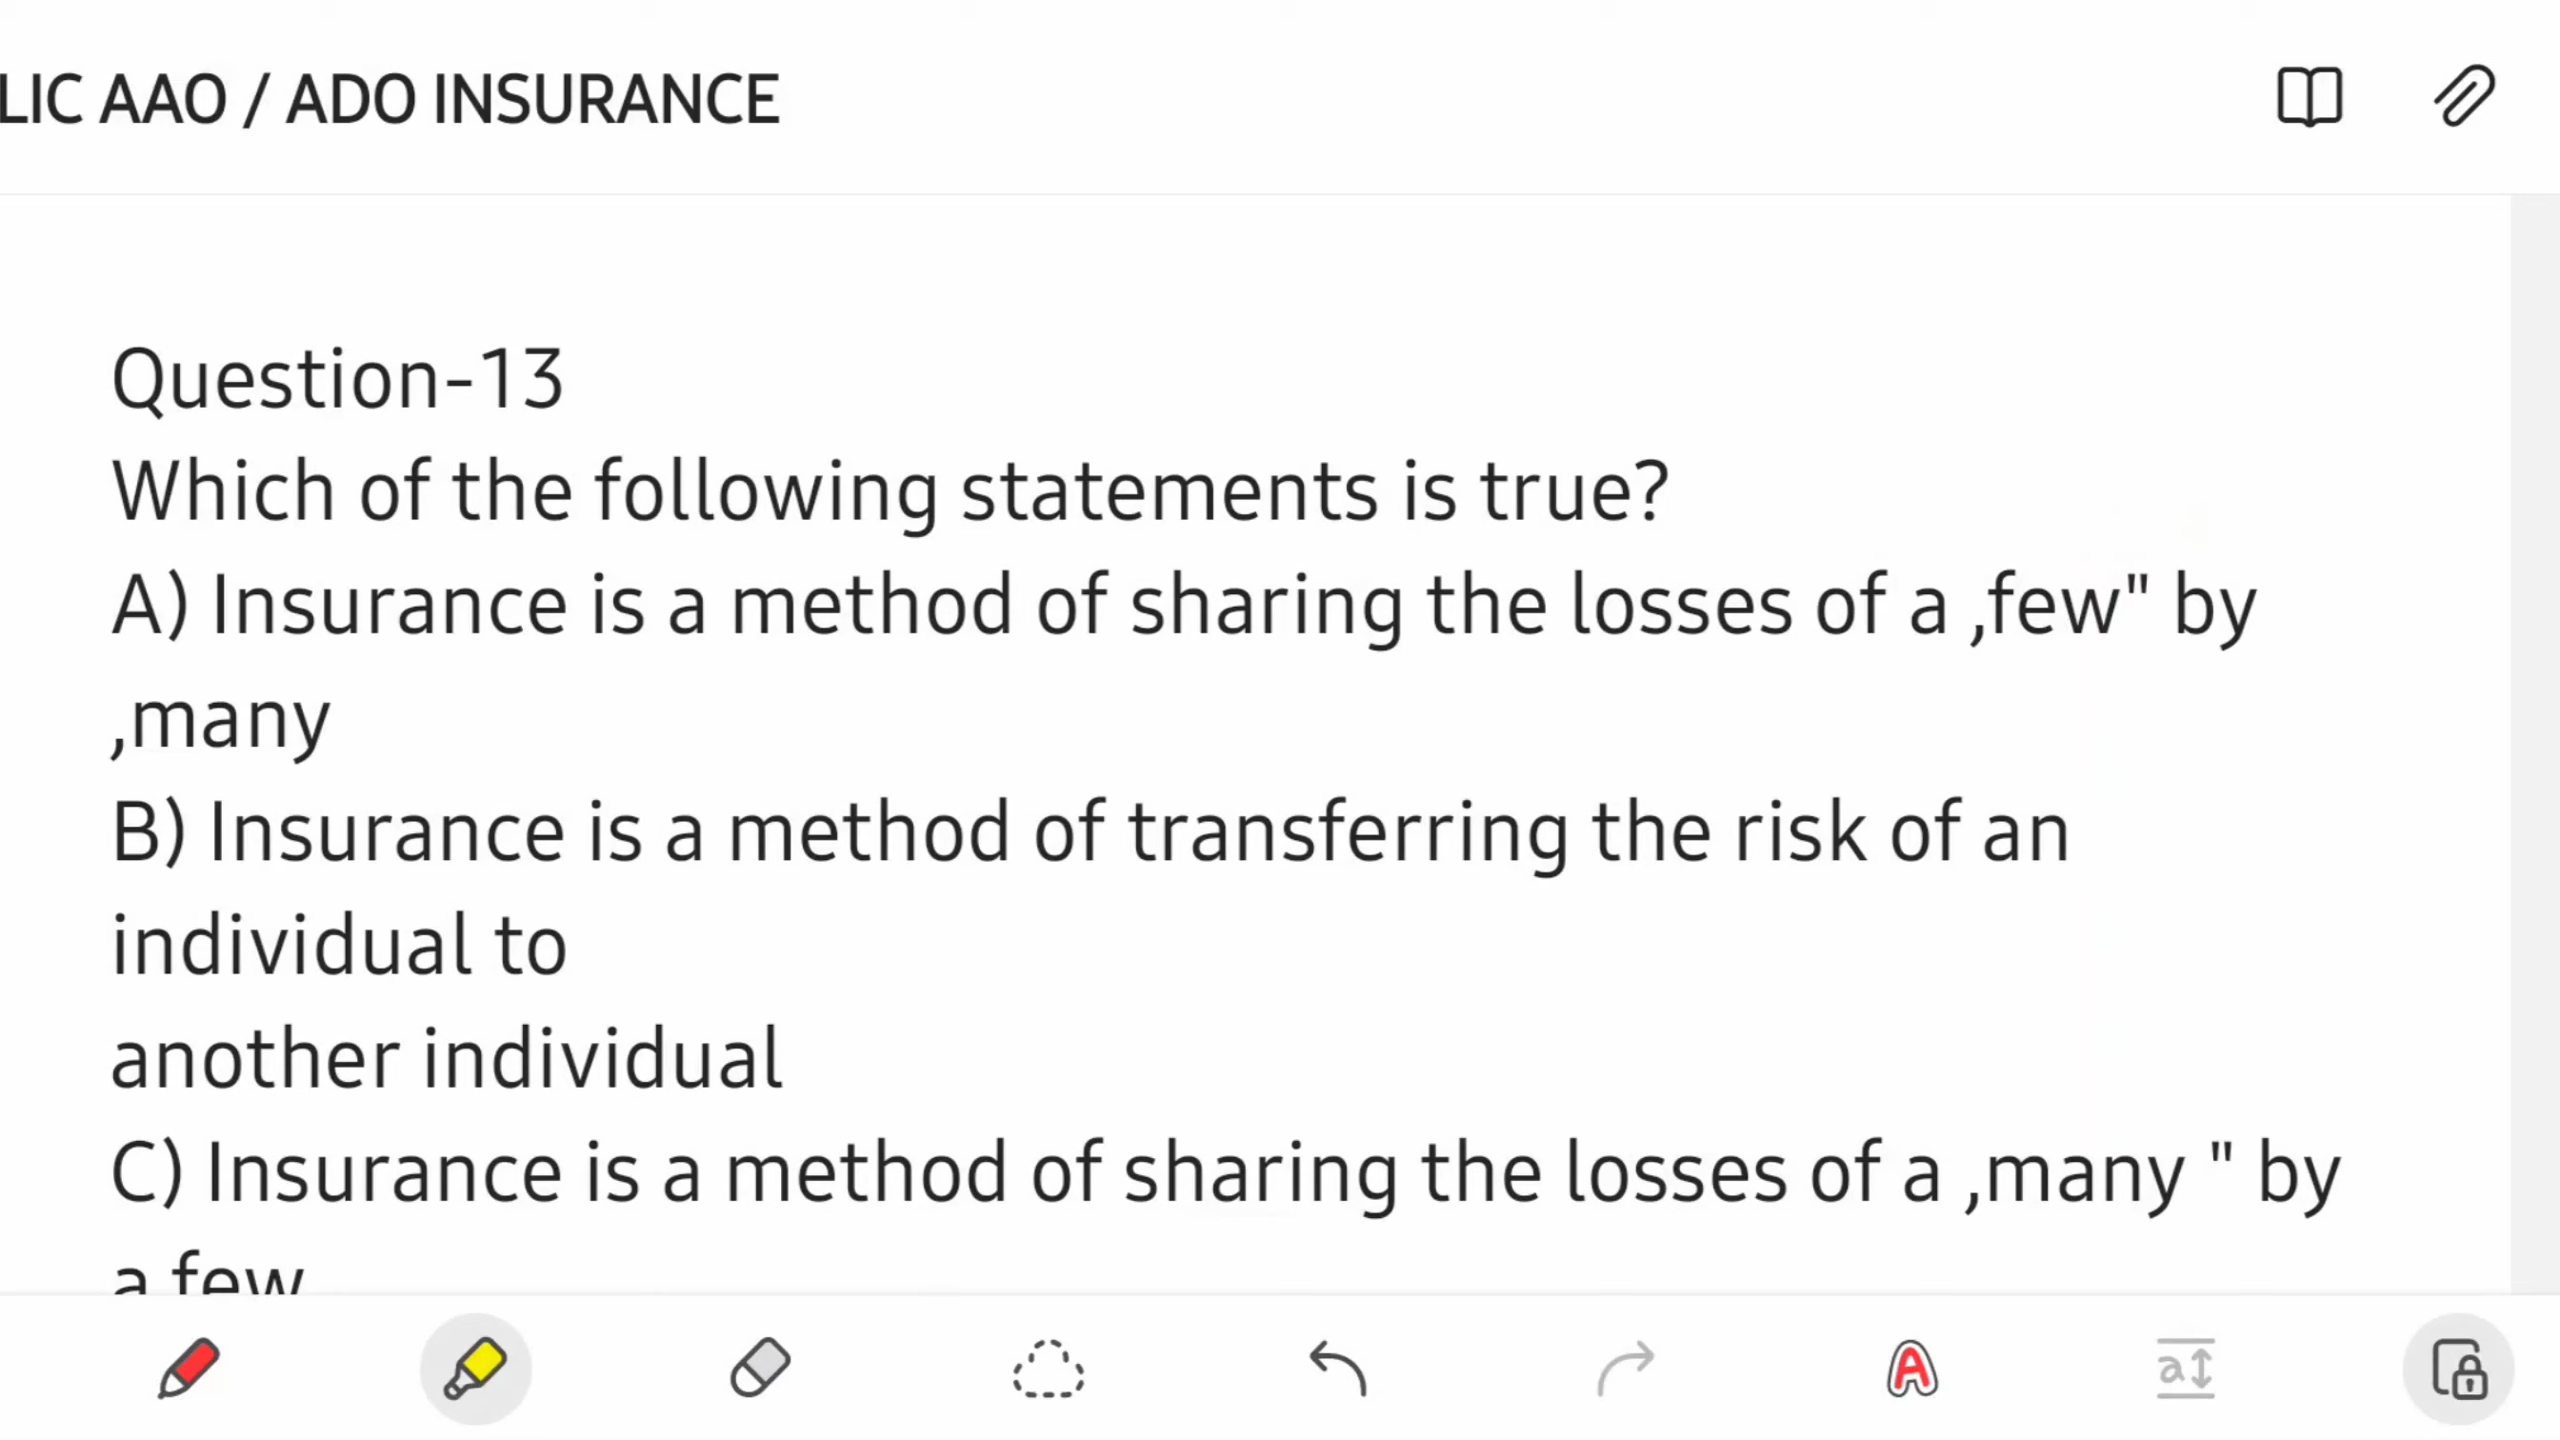 LIC AAO / ADO INSURANCE
Question-13
Which of the following statements is true?
A) Insurance is a method of sharing the losses of a ,few" by
,many
B) Insurance is a method of transferring the risk of an
individual to
another individual
C) Insurance is a method of sharing the losses of a ,many " by
a few
A
a